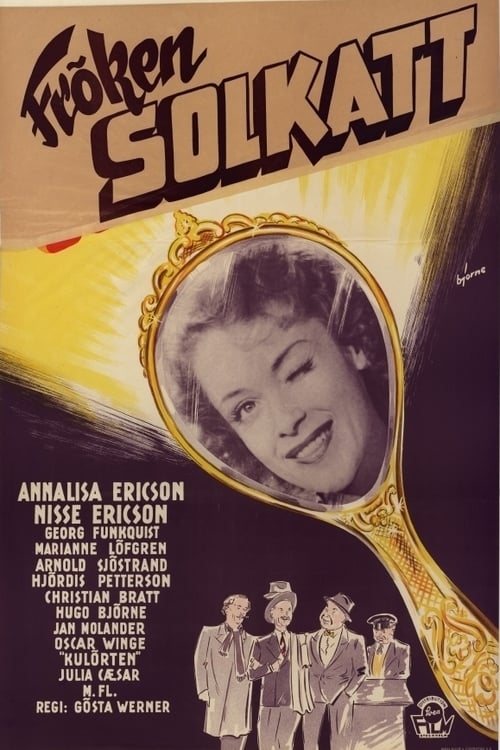 Fröken
SOLKATT
bjorne
ANNALISA ERICSON
NISSE ERICSON
GEORG FUNKQUIST
MARIANNE LÖFGREN
ARNOLD SJÖSTRAND
HJÖRDIS PETTERSON
CHRISTIAN BRATT
HUGO BJÖRNE
JAN MOLANDER
OSCAR WINGE
"KULÖRTEN"
JULIA CÆSAR
M.FL.
REGI: GÖSTA WERNER